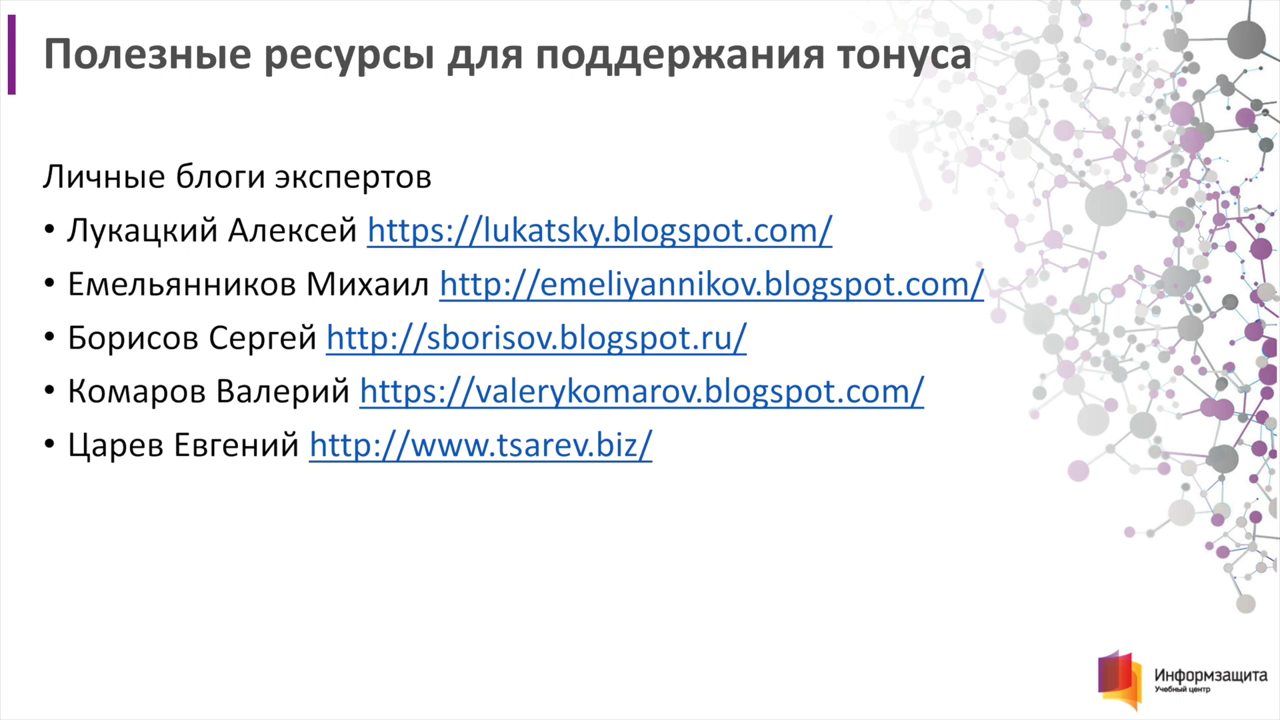 Полезные ресурсы для поддержания тонуса
Личные блоги экспертов
• Лукацкий Алексей https://lukatsky.blogspot.com/
• Емельянников Михаил http://emeliyannikov.blogspot.com/
• Борисов Сергей http://sborisov.blogspot.ru/
• Комаров Валерий https://valerykomarov.blogspot.com/
• Царев Евгений http://www.tsarev.biz/
Информзащита
Учебный центр